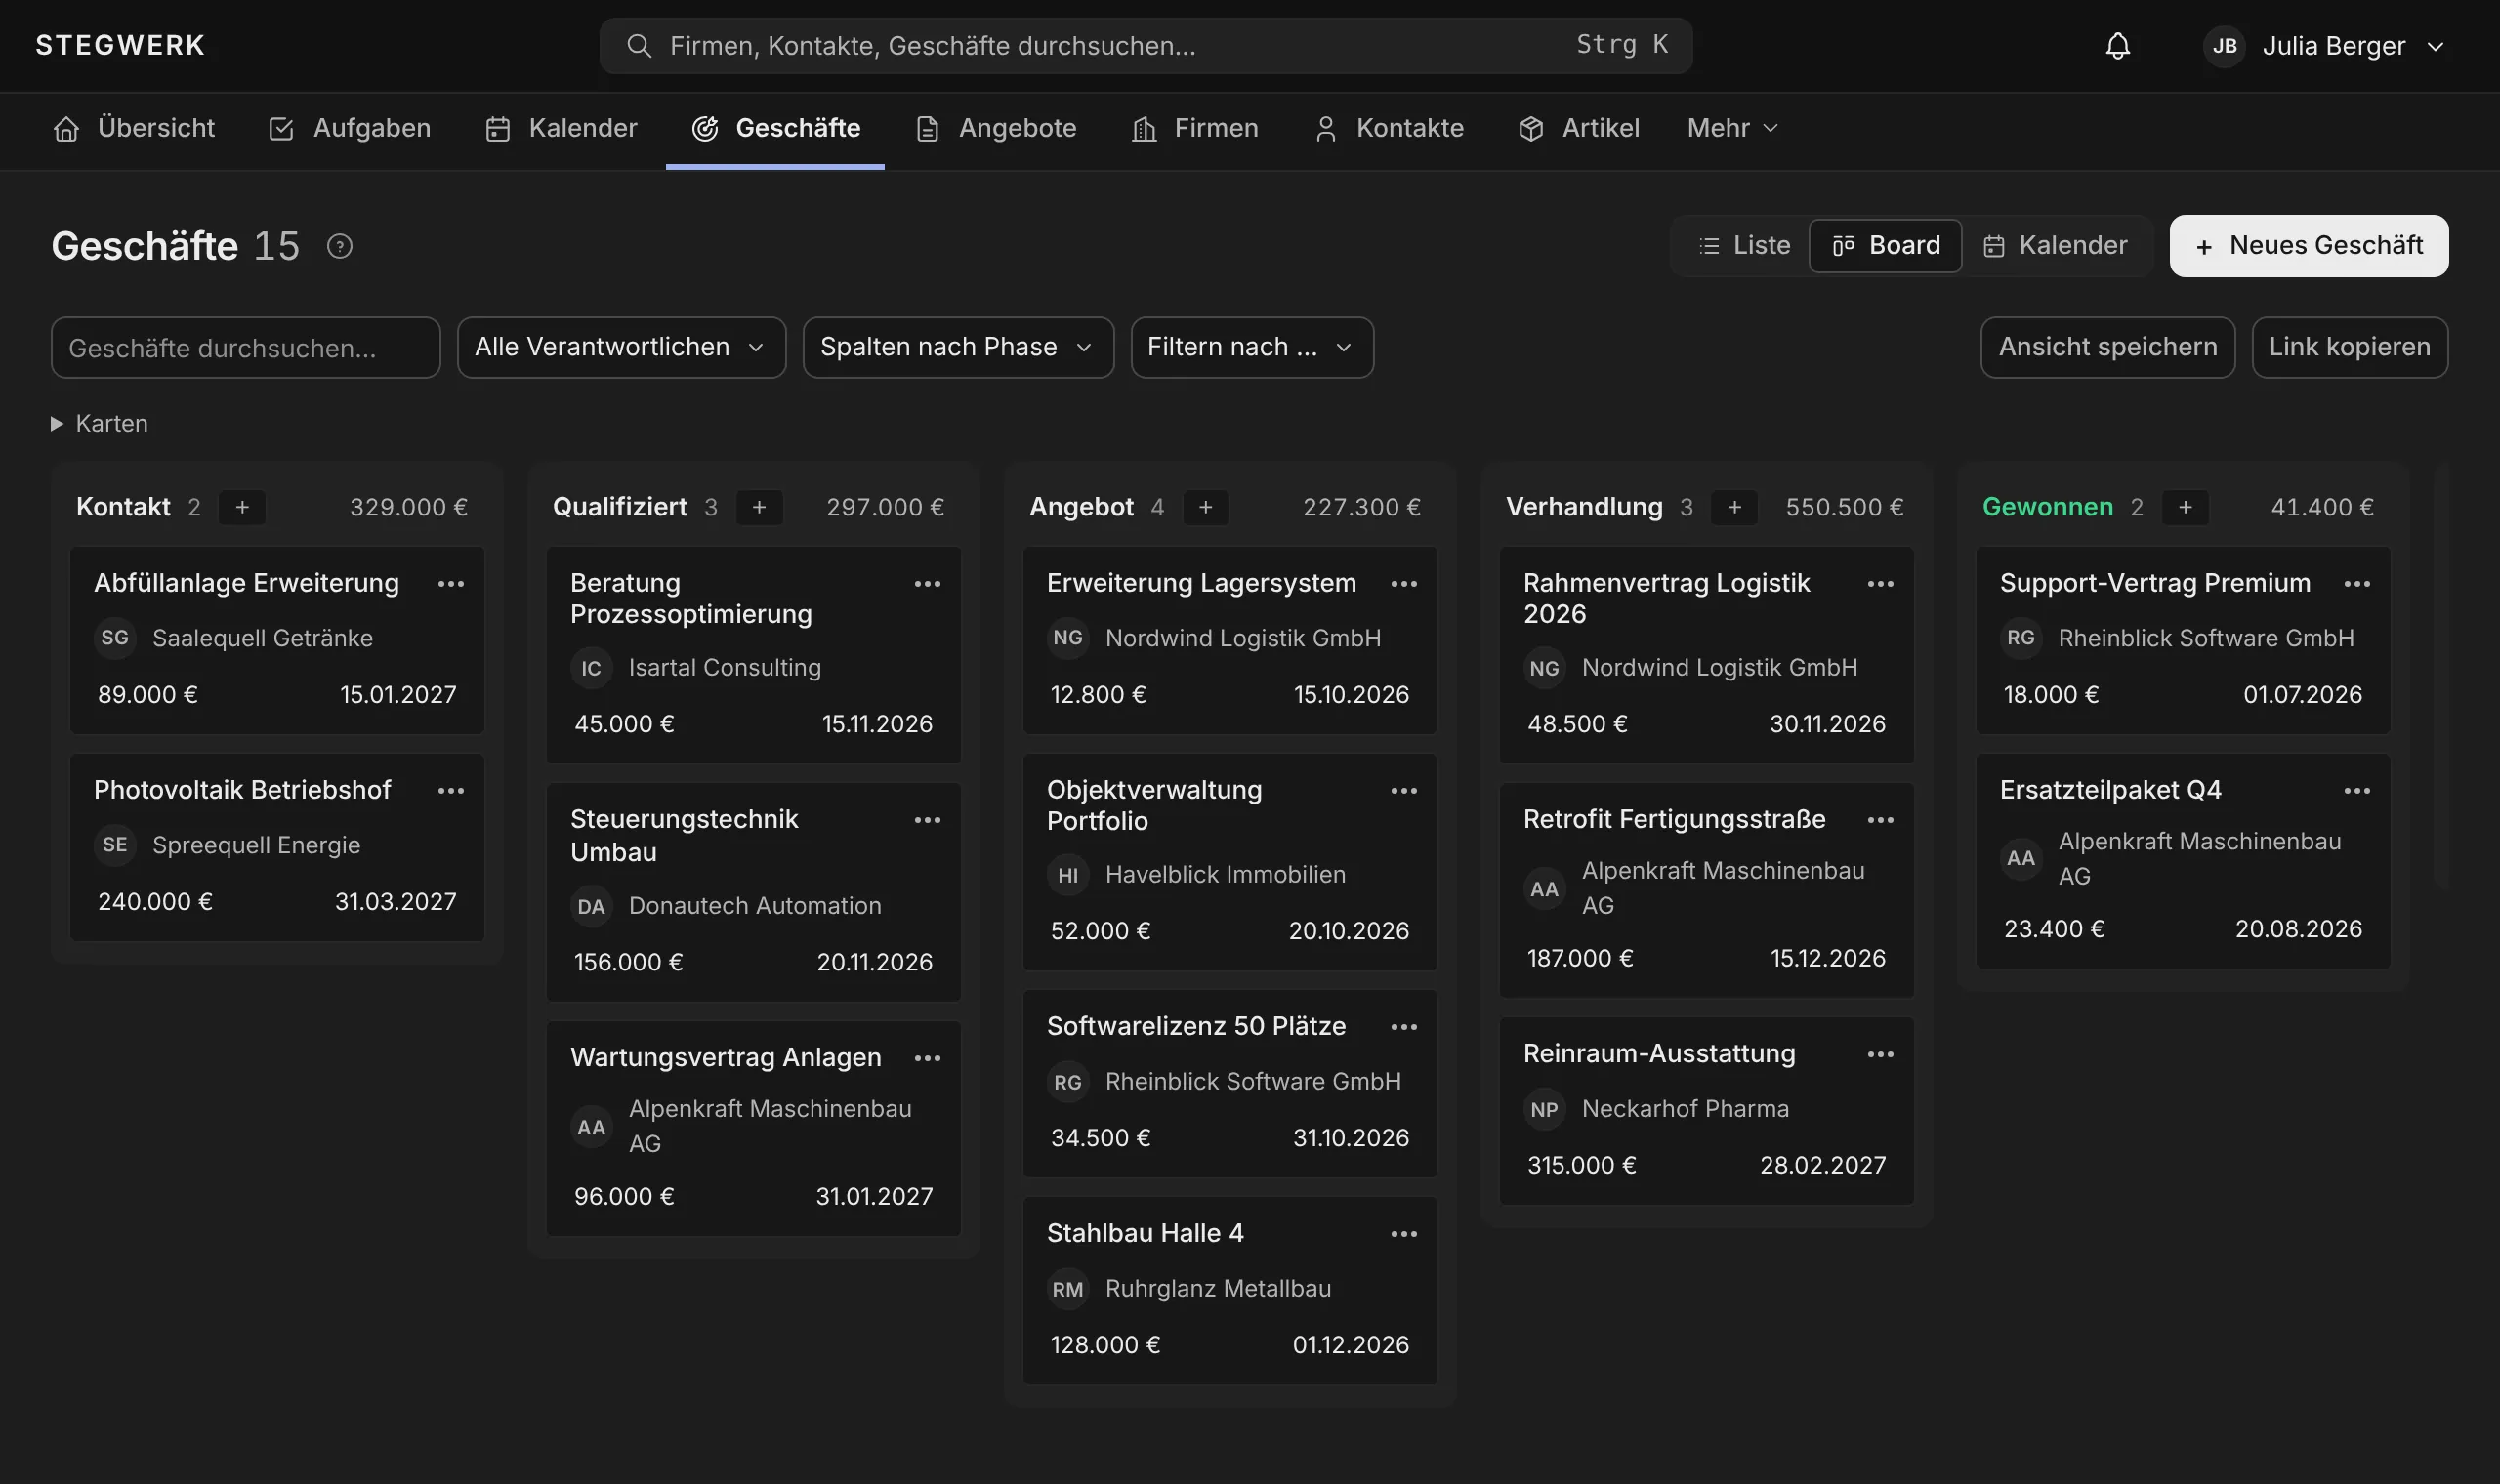 STEGWERK
Firmen, Kontakte, Geschäfte durchsuchen...
Strg K
JB
Julia Berger
Übersicht
Aufgaben
Kalender
Geschäfte
Angebote
Firmen
Kontakte
Artikel
Mehr
Geschäfte 15
?
Liste
Board
Kalender
+ Neues Geschäft
Geschäfte durchsuchen...
Alle Verantwortlichen
Spalten nach Phase
Filtern nach ...
Ansicht speichern
Link kopieren
Karten
Kontakt 2 + 329.000 €
Abfüllanlage Erweiterung
SG Saalequell Getränke
89.000 € 15.01.2027
Photovoltaik Betriebshof
SE Spreequell Energie
240.000 € 31.03.2027
Qualifiziert 3 + 297.000 €
Beratung
Prozessoptimierung
IC Isartal Consulting
45.000 € 15.11.2026
Steuerungstechnik
Umbau
DA Donautech Automation
156.000 € 20.11.2026
Wartungsvertrag Anlagen
AA Alpenkraft Maschinenbau
AG
96.000 € 31.01.2027
Angebot 4 + 227.300 €
Erweiterung Lagersystem
NG Nordwind Logistik GmbH
12.800 € 15.10.2026
Objektverwaltung
Portfolio
HI Havelblick Immobilien
52.000 € 20.10.2026
Softwarelizenz 50 Plätze
RG Rheinblick Software GmbH
34.500 € 31.10.2026
Stahlbau Halle 4
RM Ruhrglanz Metallbau
128.000 € 01.12.2026
Verhandlung 3 + 550.500 €
Rahmenvertrag Logistik
2026
NG Nordwind Logistik GmbH
48.500 € 30.11.2026
Retrofit Fertigungsstraße
AA Alpenkraft Maschinenbau
AG
187.000 € 15.12.2026
Reinraum-Ausstattung
NP Neckarhof Pharma
315.000 € 28.02.2027
Gewonnen 2 + 41.400 €
Support-Vertrag Premium
RG Rheinblick Software GmbH
18.000 € 01.07.2026
Ersatzteilpaket Q4
AA Alpenkraft Maschinenbau
AG
23.400 € 20.08.2026